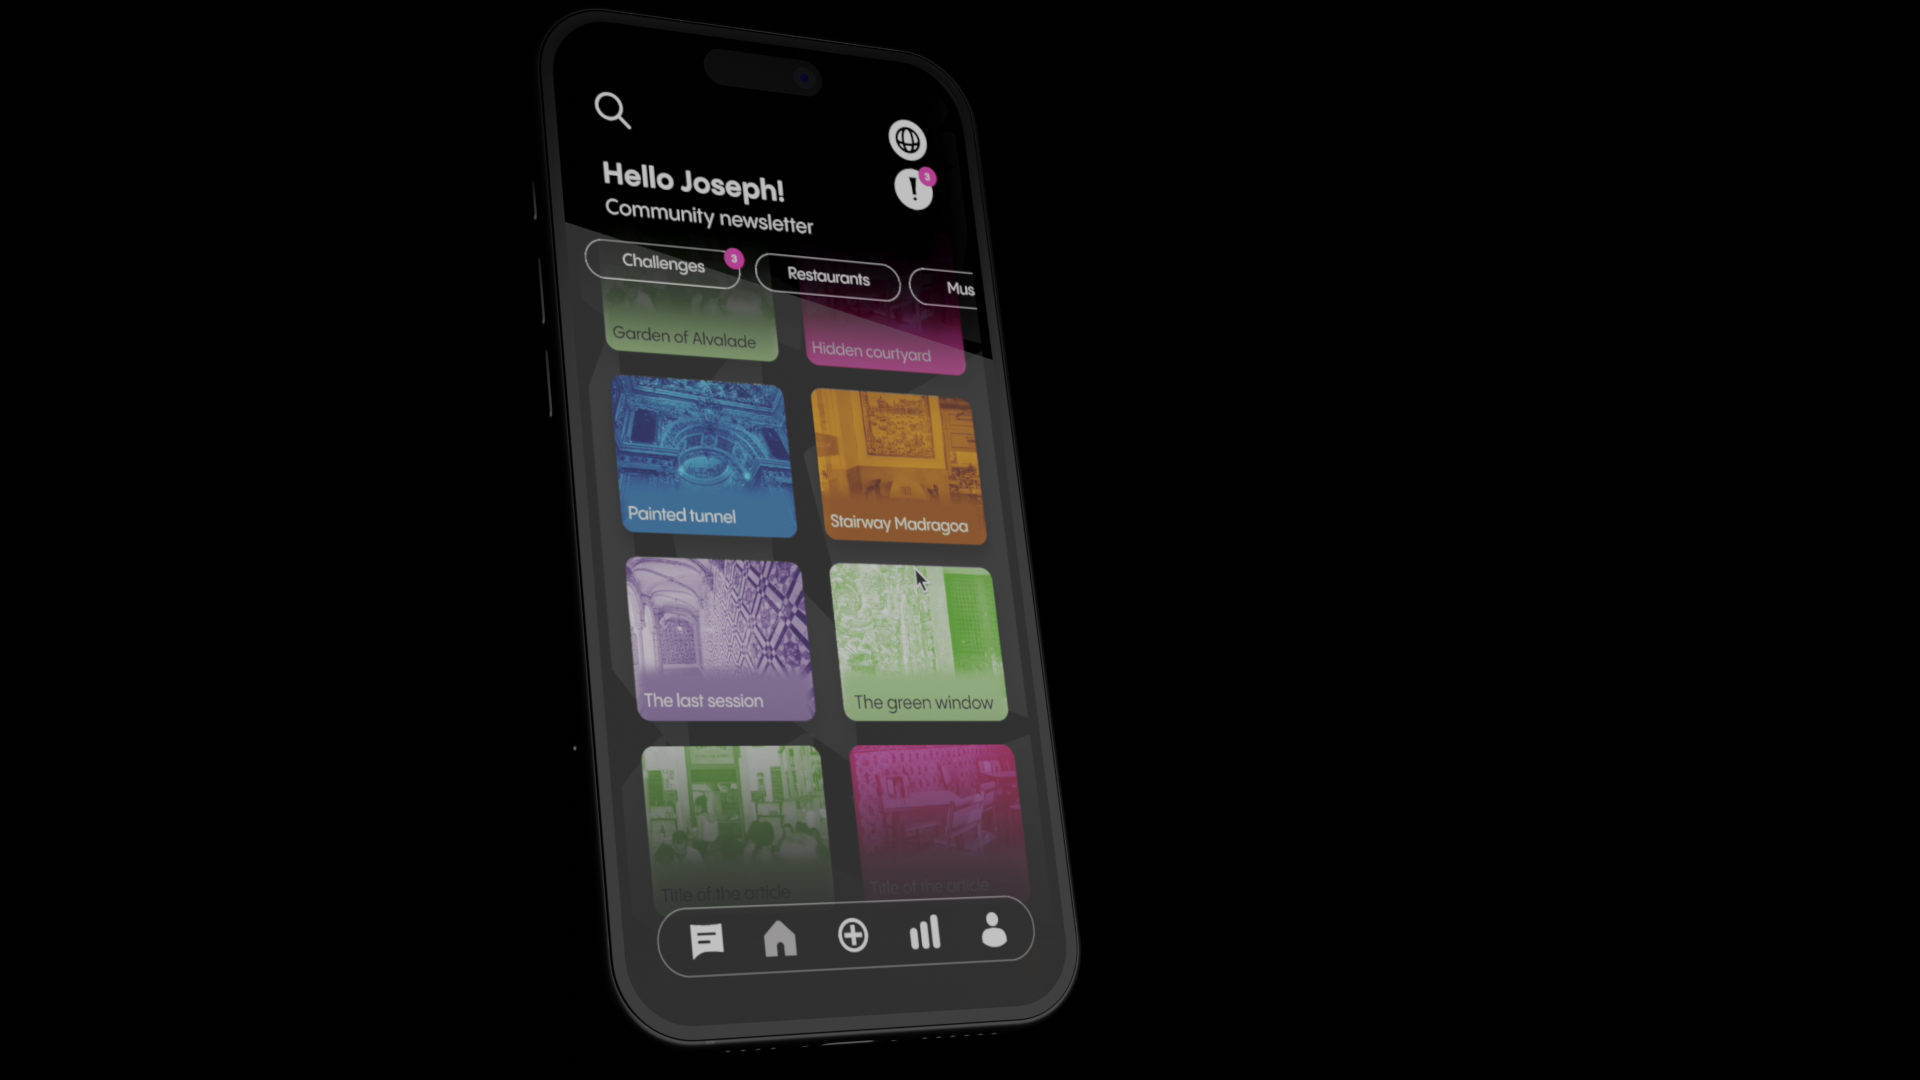 3
Hello Joseph!
Community newsletter
Challenges
3
Restaurants
Mus
Garden of Alvalade
Hidden courtyard
Painted tunnel
Stairway Madragoa
The last session
The green window
Title of the article
Title of the article